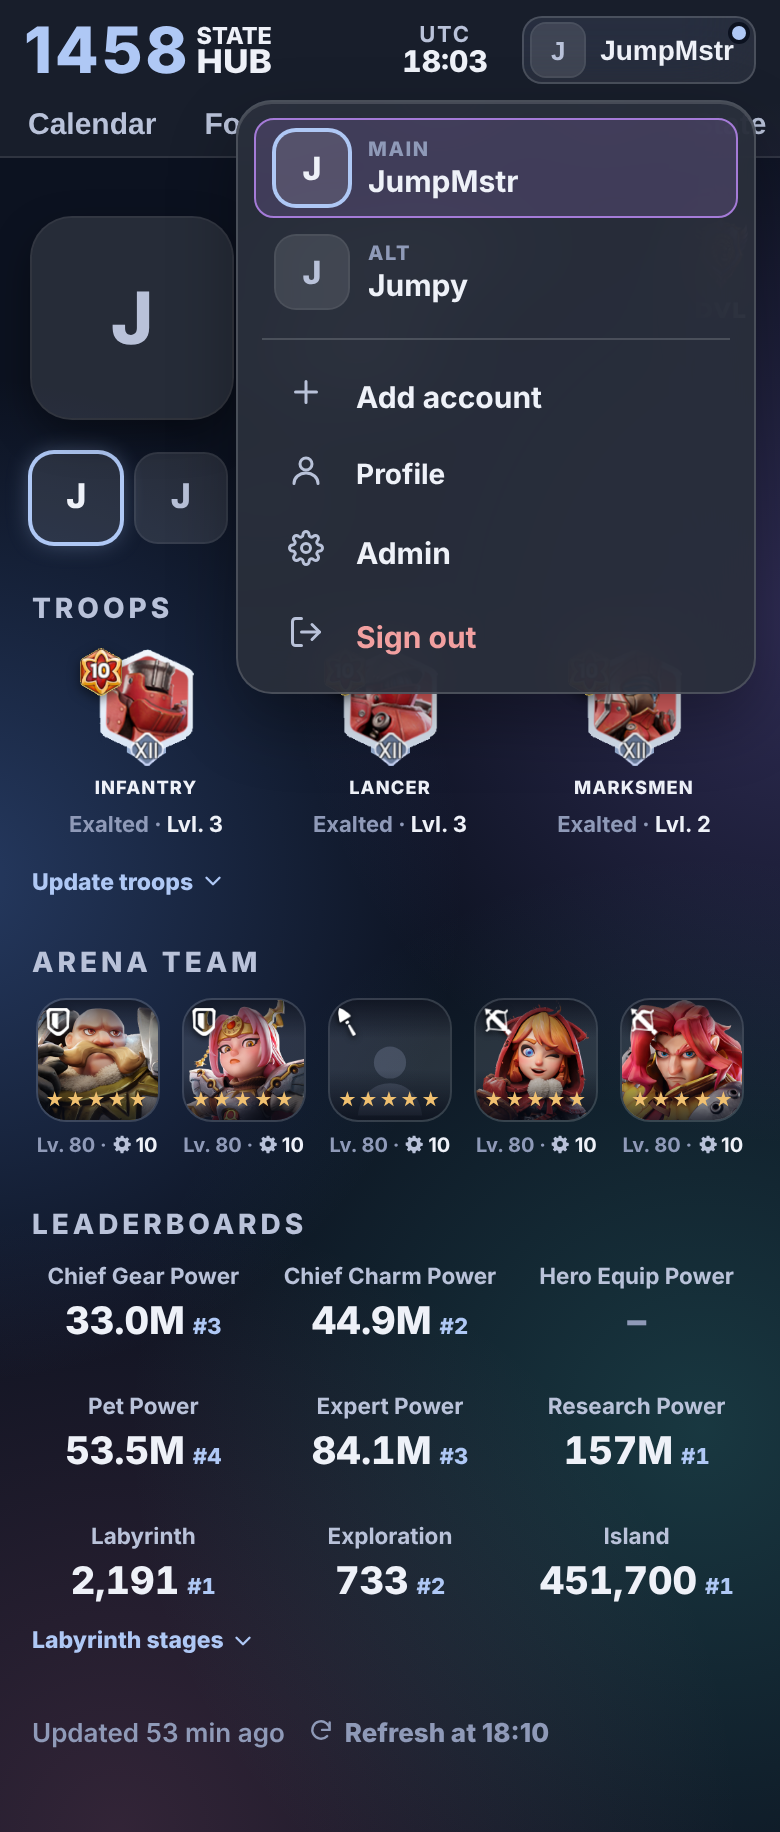 1458 STATE HUB
UTC
18:03
J JumpMstr
Calendar
J
MAIN
JumpMstr
J
ALT
Jumpy
Add account
Profile
Admin
Sign out
J
J J
TROOPS
10
XII XII XII
INFANTRY LANCER MARKSMEN
Exalted · Lvl. 3 Exalted · Lvl. 3 Exalted · Lvl. 2
Update troops
ARENA TEAM
Lv. 80 · 10 Lv. 80 · 10 Lv. 80 · 10 Lv. 80 · 10 Lv. 80 · 10
LEADERBOARDS
Chief Gear Power Chief Charm Power Hero Equip Power
33.0M #3 44.9M #2 –
Pet Power Expert Power Research Power
53.5M #4 84.1M #3 157M #1
Labyrinth Exploration Island
2,191 #1 733 #2 451,700 #1
Labyrinth stages
Updated 53 min ago Refresh at 18:10